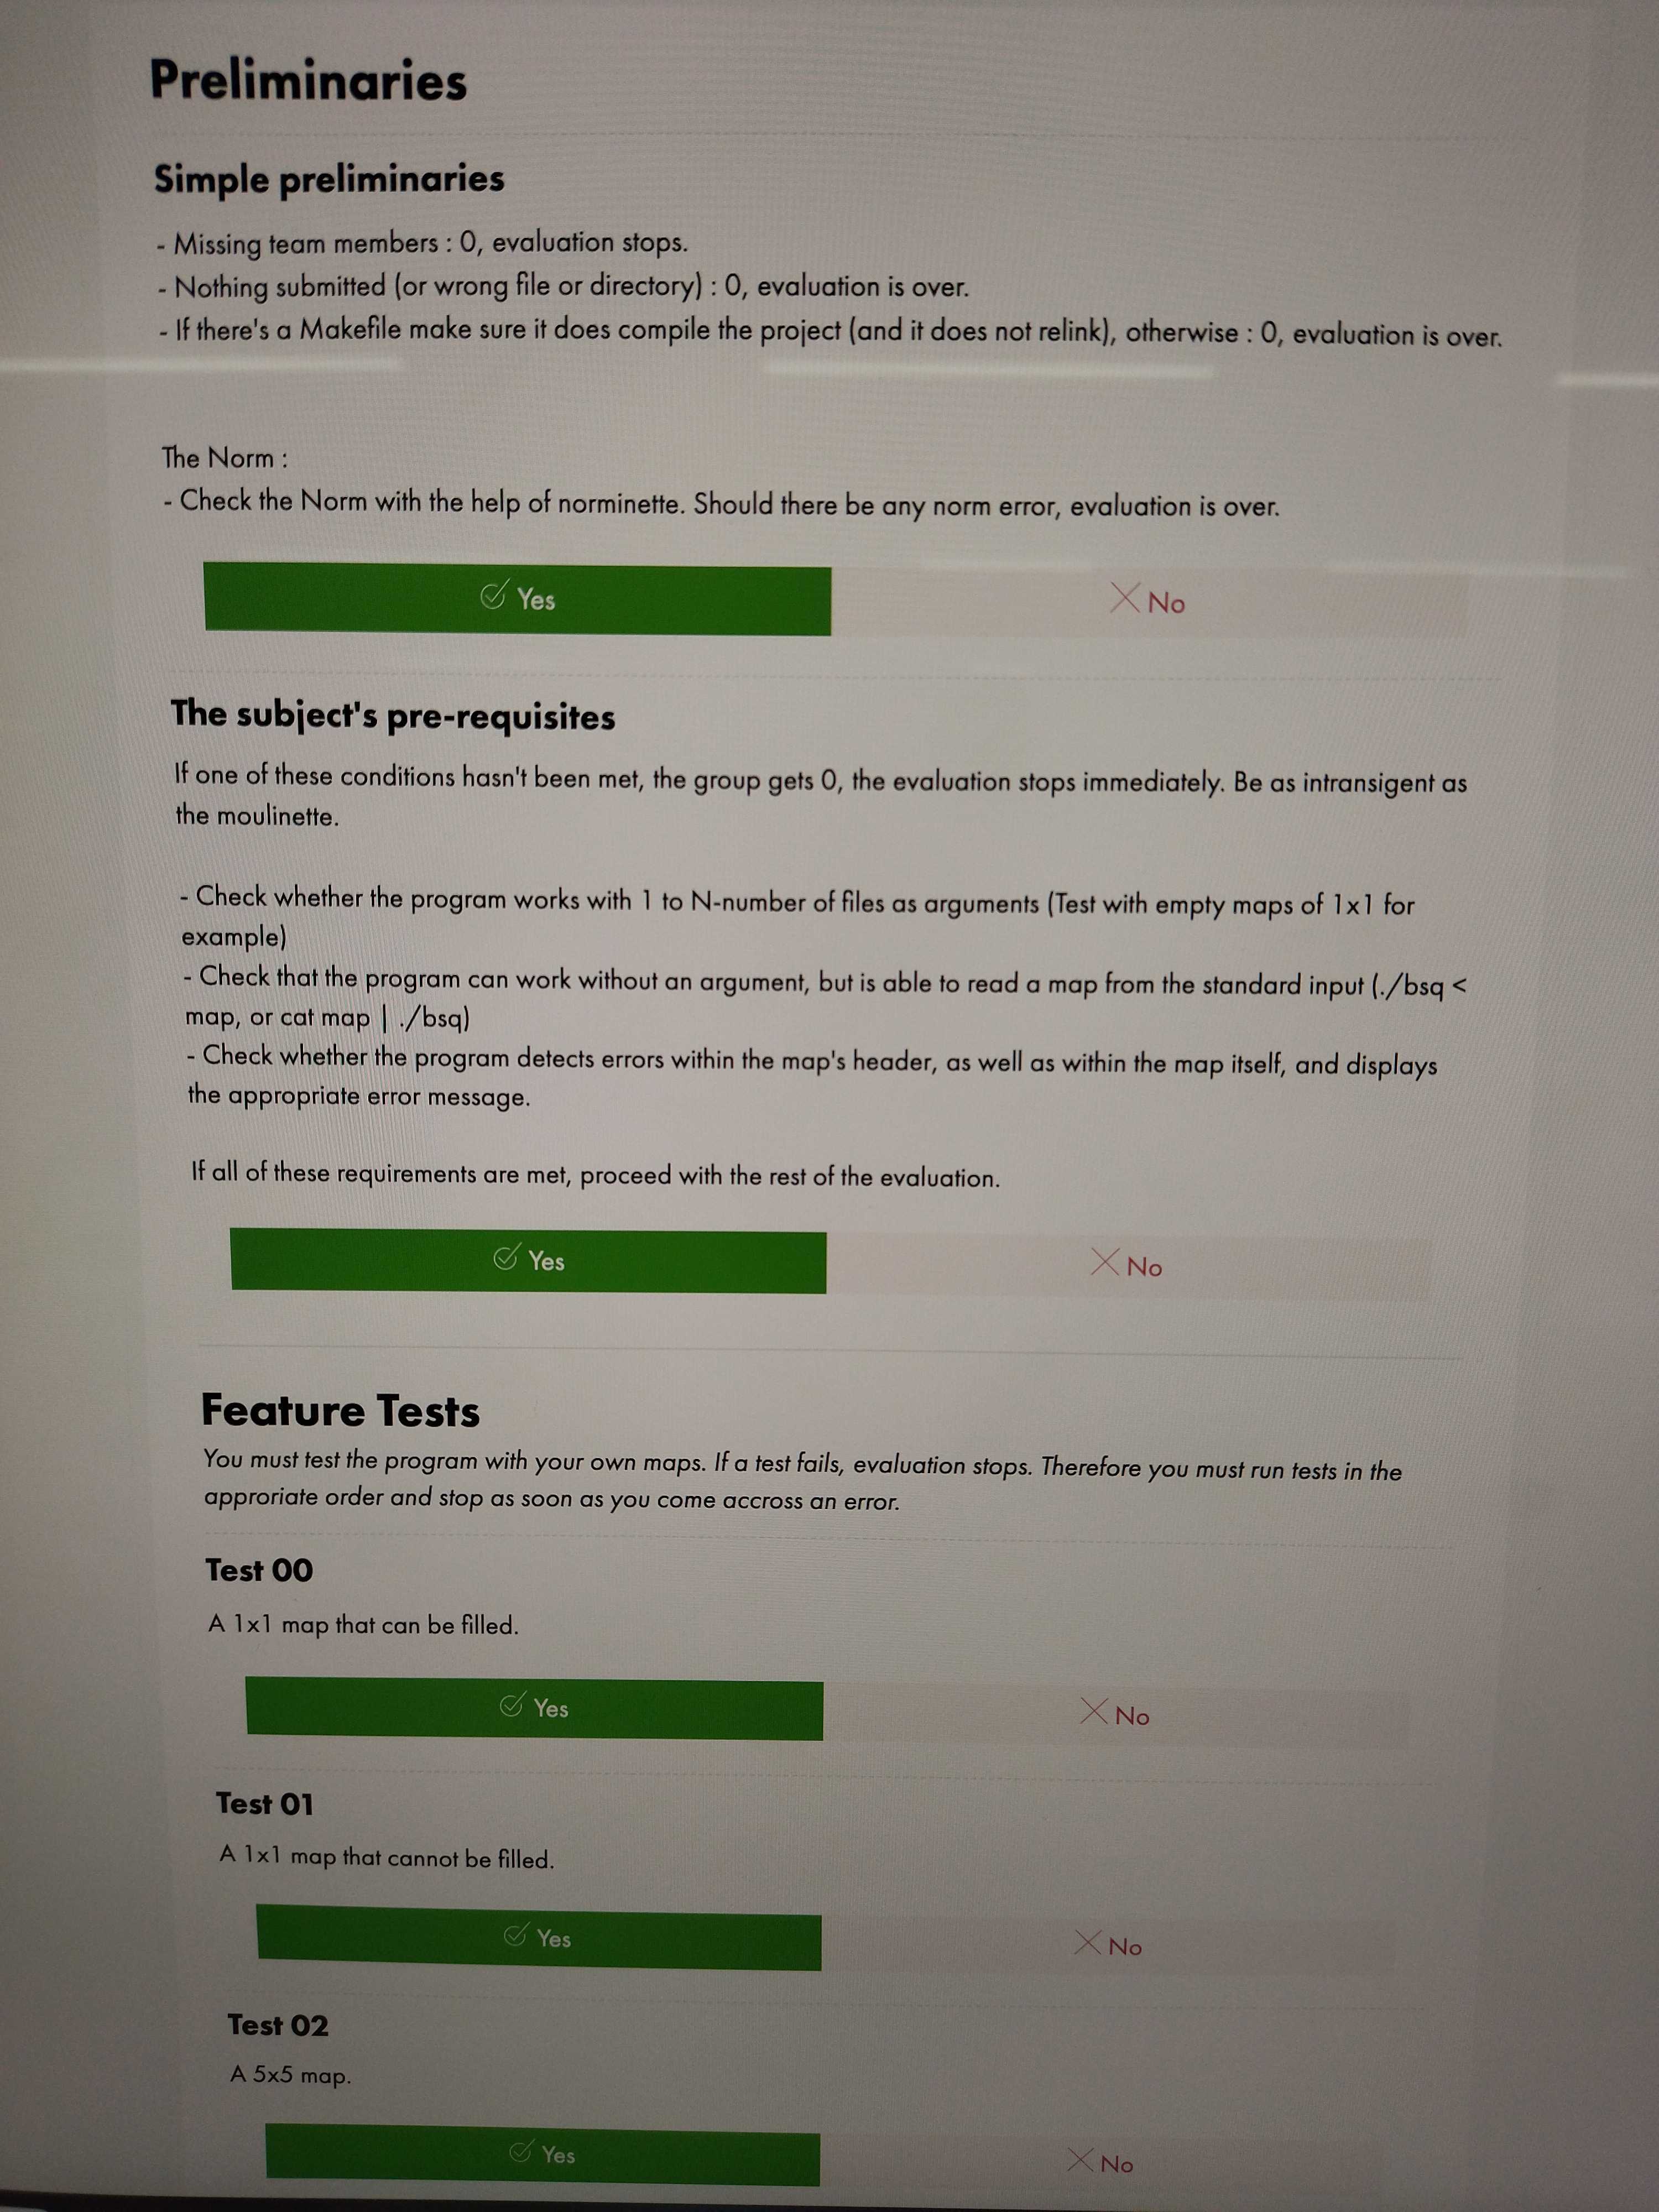 Preliminaries
Simple preliminaries
- Missing team members : 0, evaluation stops.
- Nothing submitted (or wrong file or directory) : 0, evaluation is over.
- If there's a Makefile make sure it does compile the project (and it does not relink), otherwise : 0, evaluation is over.
The Norm :
- Check the Norm with the help of norminette. Should there be any norm error, evaluation is over.
Yes No
The subject's pre-requisites
If one of these conditions hasn't been met, the group gets 0, the evaluation stops immediately. Be as intransigent as
the moulinette.
- Check whether the program works with 1 to N-number of files as arguments (Test with empty maps of 1x1 for
example)
- Check that the program can work without an argument, but is able to read a map from the standard input (./bsq <
map, or cat map | ./bsq)
- Check whether the program detects errors within the map's header, as well as within the map itself, and displays
the appropriate error message.
If all of these requirements are met, proceed with the rest of the evaluation.
Yes No
Feature Tests
You must test the program with your own maps. If a test fails, evaluation stops. Therefore you must run tests in the
approriate order and stop as soon as you come accross an error.
Test 00
A 1x1 map that can be filled.
Yes No
Test 01
A 1x1 map that cannot be filled.
Yes No
Test 02
A 5x5 map.
Yes No